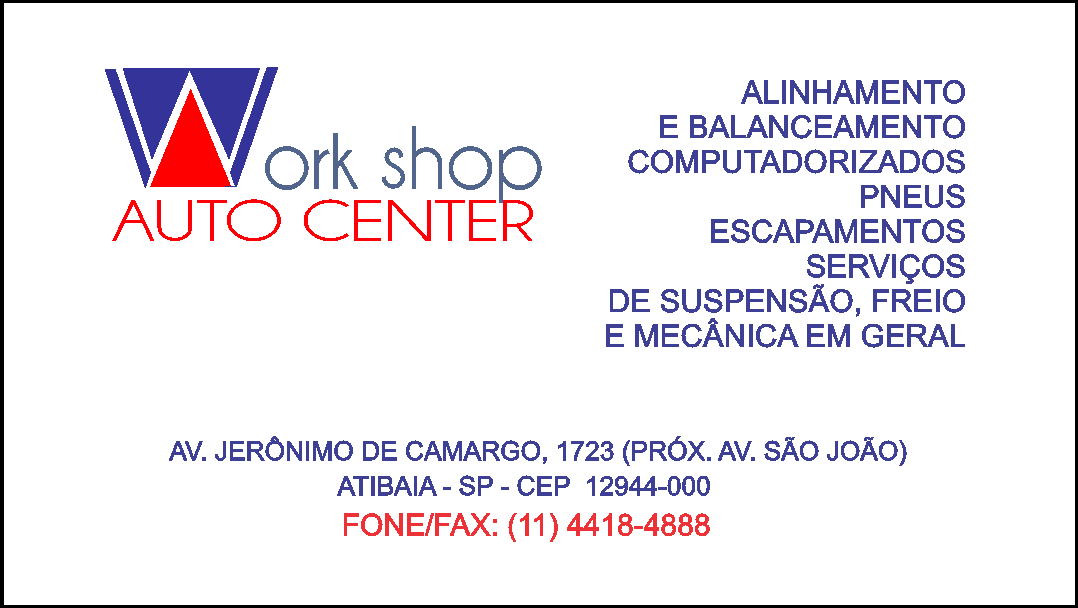 Work shop
AUTO CENTER
ALINHAMENTO
E BALANCEAMENTO
COMPUTADORIZADOS
PNEUS
ESCAPAMENTOS
SERVIÇOS
DE SUSPENSÃO, FREIO
E MECÂNICA EM GERAL
AV. JERÔNIMO DE CAMARGO, 1723 (PRÓX. AV. SÃO JOÃO)
ATIBAIA - SP - CEP 12944-000
FONE/FAX: (11) 4418-4888